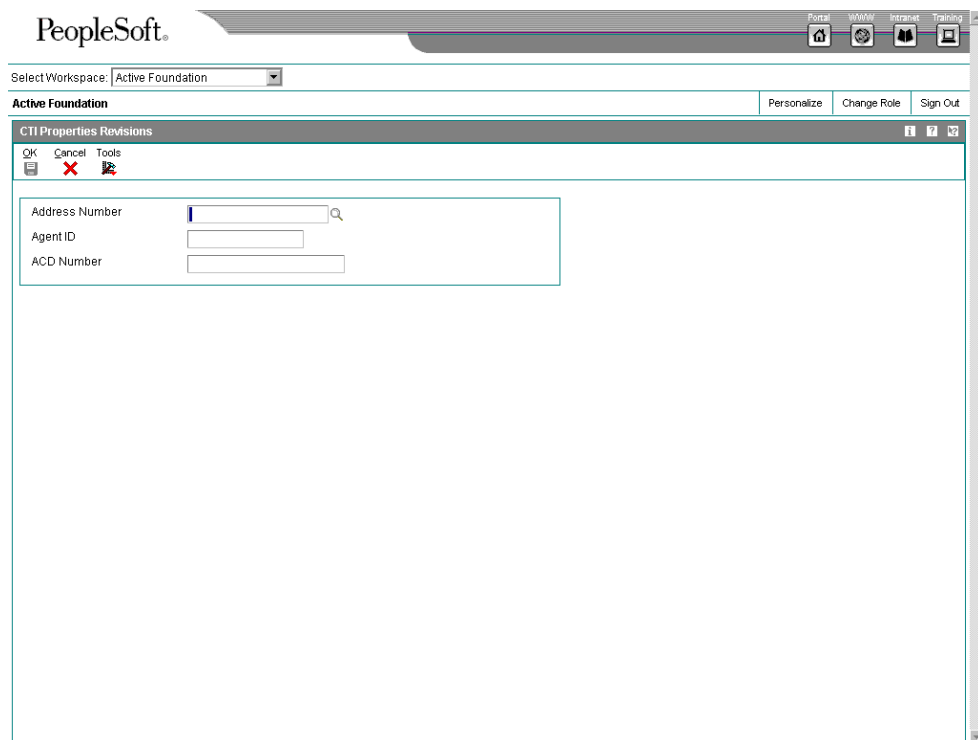 PeopleSoft®
Portal WWW Intranet Training
Select Workspace: Active Foundation
Active Foundation
Personalize Change Role Sign Out
CTI Properties Revisions
OK Cancel Tools
Address Number
Agent ID
ACD Number